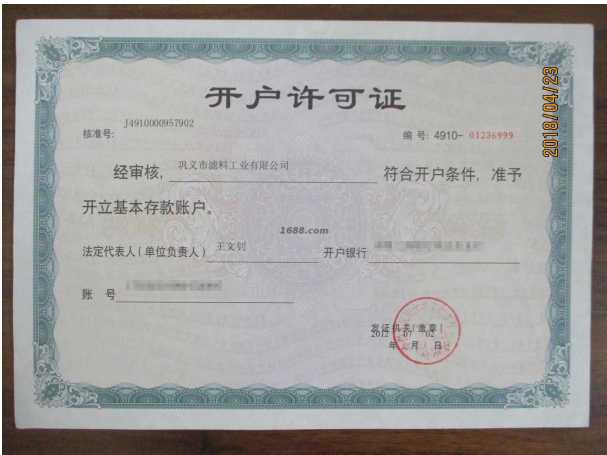 开户许可证
核准号: J4910000957902
编号: 4910-01236999
2018/04/23
经审核, 巩义市滤料工业有限公司 符合开户条件, 准予
开立基本存款账户。
1688.com
法定代表人(单位负责人) 王文钊 开户银行
账 号
发证机关(盖章)
2012 07 02
年 月 日